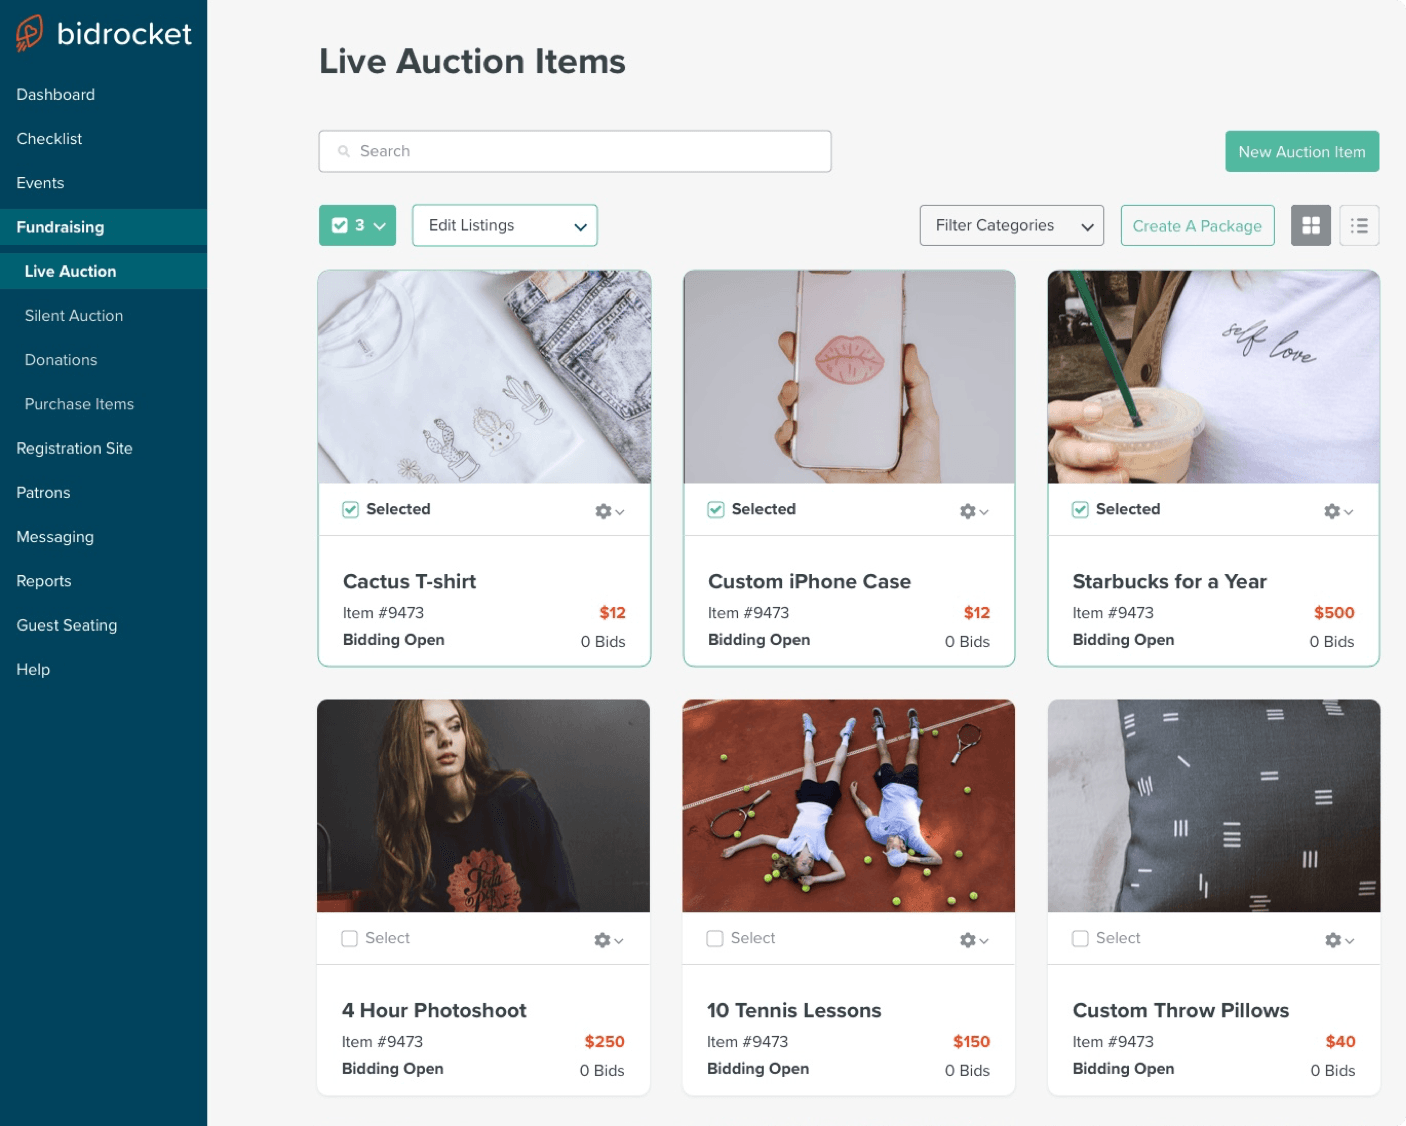 bidrocket
Dashboard
Checklist
Events
Fundraising
Live Auction
Silent Auction
Donations
Purchase Items
Registration Site
Patrons
Messaging
Reports
Guest Seating
Help
Live Auction Items
Search
New Auction Item
3
Edit Listings
Filter Categories
Create A Package
self love
Selected
Selected
Selected
Cactus T-shirt
Item #9473
$12
Bidding Open
0 Bids
Custom iPhone Case
Item #9473
$12
Bidding Open
0 Bids
Starbucks for a Year
Item #9473
$500
Bidding Open
0 Bids
Select
Select
Select
4 Hour Photoshoot
Item #9473
$250
Bidding Open
0 Bids
10 Tennis Lessons
Item #9473
$150
Bidding Open
0 Bids
Custom Throw Pillows
Item #9473
$40
Bidding Open
0 Bids